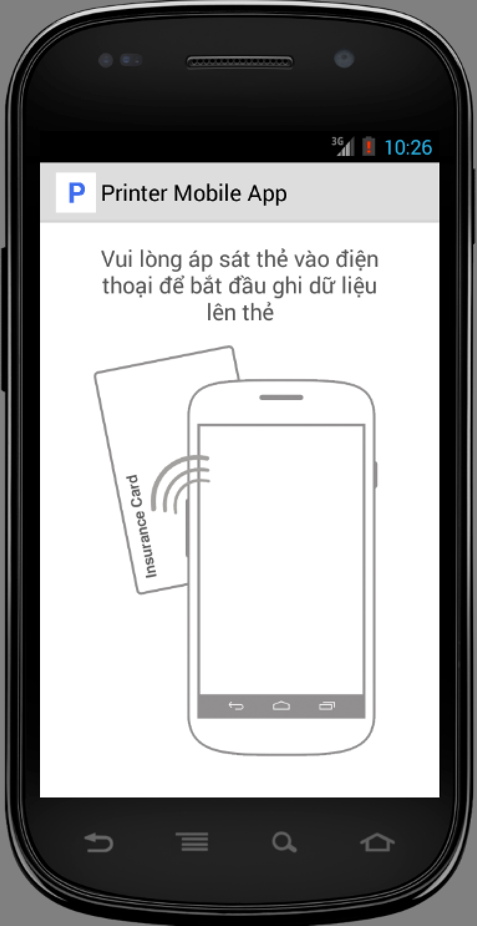 3G 10:26
P Printer Mobile App
Vui lòng áp sát thẻ vào điện
thoại để bắt đầu ghi dữ liệu
lên thẻ
Insurance Card